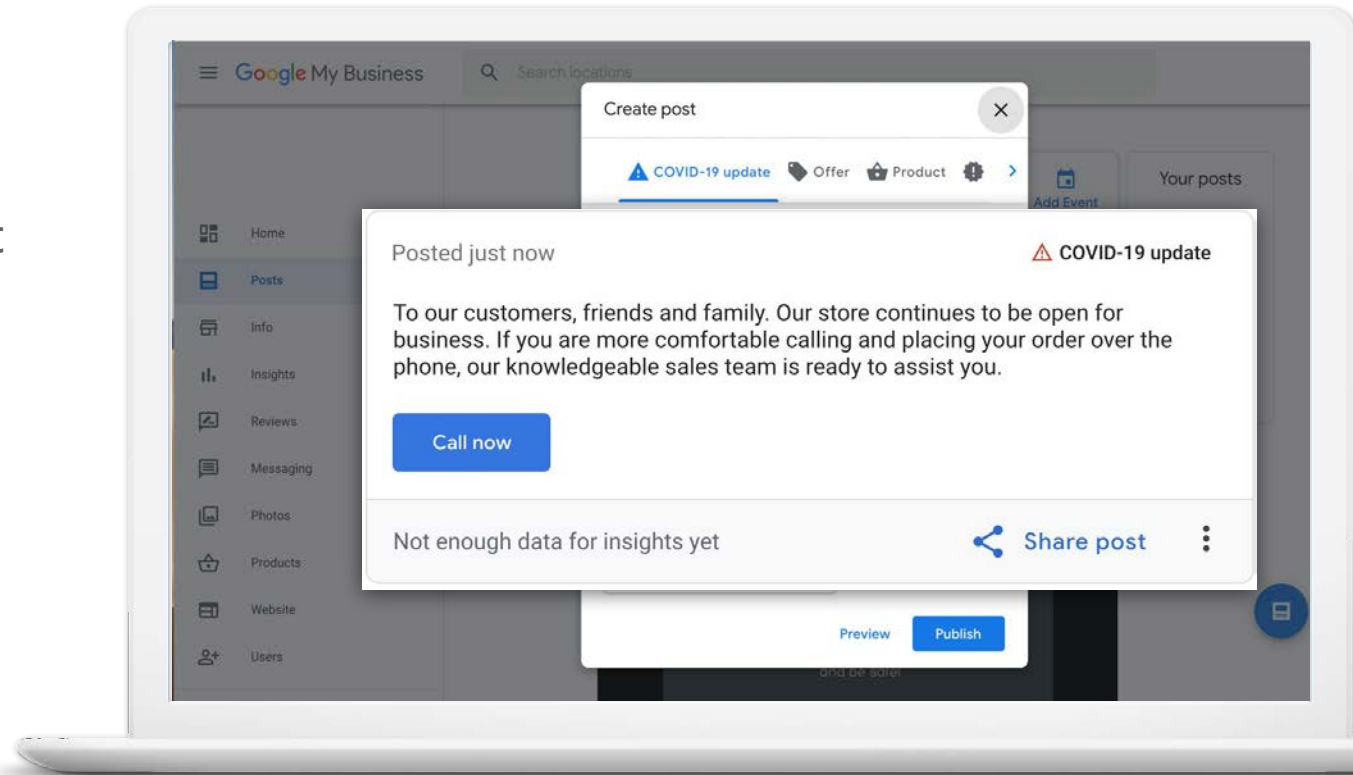 Google My Business
Search locations
Create post
COVID-19 update
Offer
Product
Add Event
Your posts
Home
Posts
Info
Insights
Reviews
Messaging
Photos
Products
Website
Users
Posted just now
COVID-19 update
To our customers, friends and family. Our store continues to be open for
business. If you are more comfortable calling and placing your order over the
phone, our knowledgeable sales team is ready to assist you.
Call now
Not enough data for insights yet
Share post
Preview
Publish
and be safe!